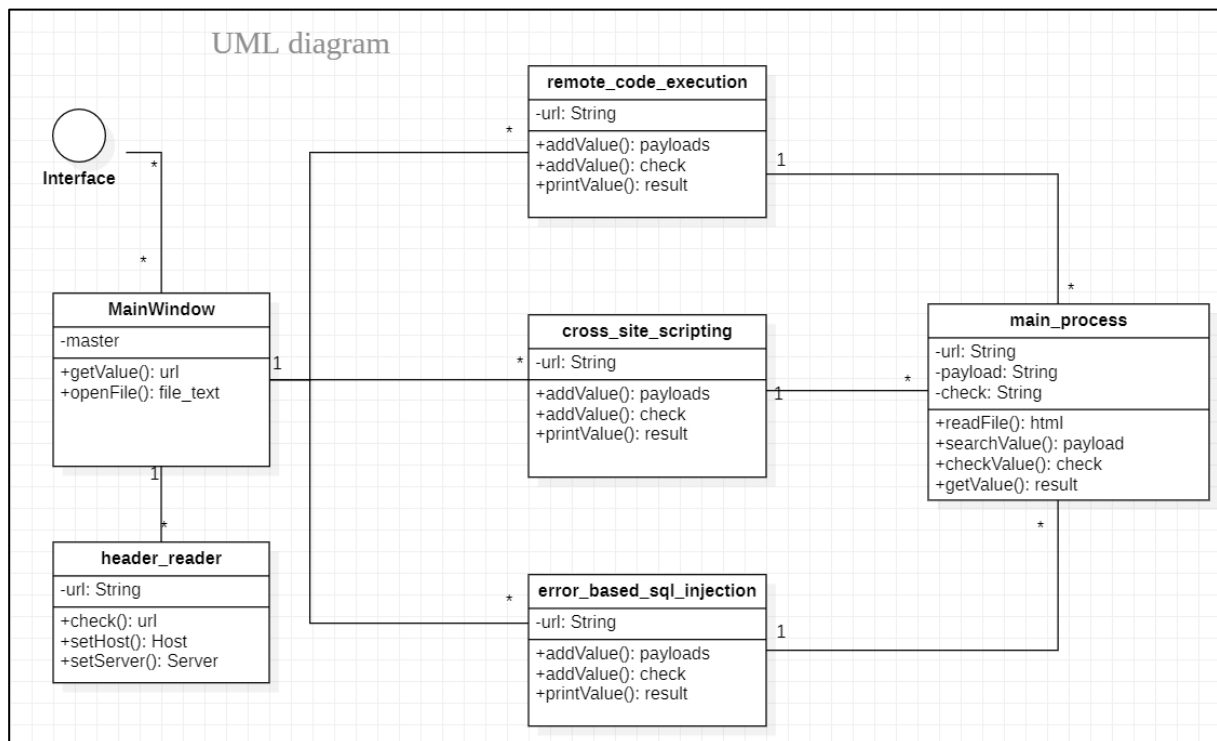 UML diagram
Interface
*
*
MainWindow
-master
+getValue(): url
+openFile(): file_text
1
1
*
header_reader
-url: String
+check(): url
+setHost(): Host
+setServer(): Server
*
remote_code_execution
-url: String
+addValue(): payloads
+addValue(): check
+printValue(): result
1
*
*
cross_site_scripting
-url: String
+addValue(): payloads
+addValue(): check
+printValue(): result
1
*
main_process
-url: String
-payload: String
-check: String
+readFile(): html
+searchValue(): payload
+checkValue(): check
+getValue(): result
*
*
error_based_sql_injection
-url: String
+addValue(): payloads
+addValue(): check
+printValue(): result
1